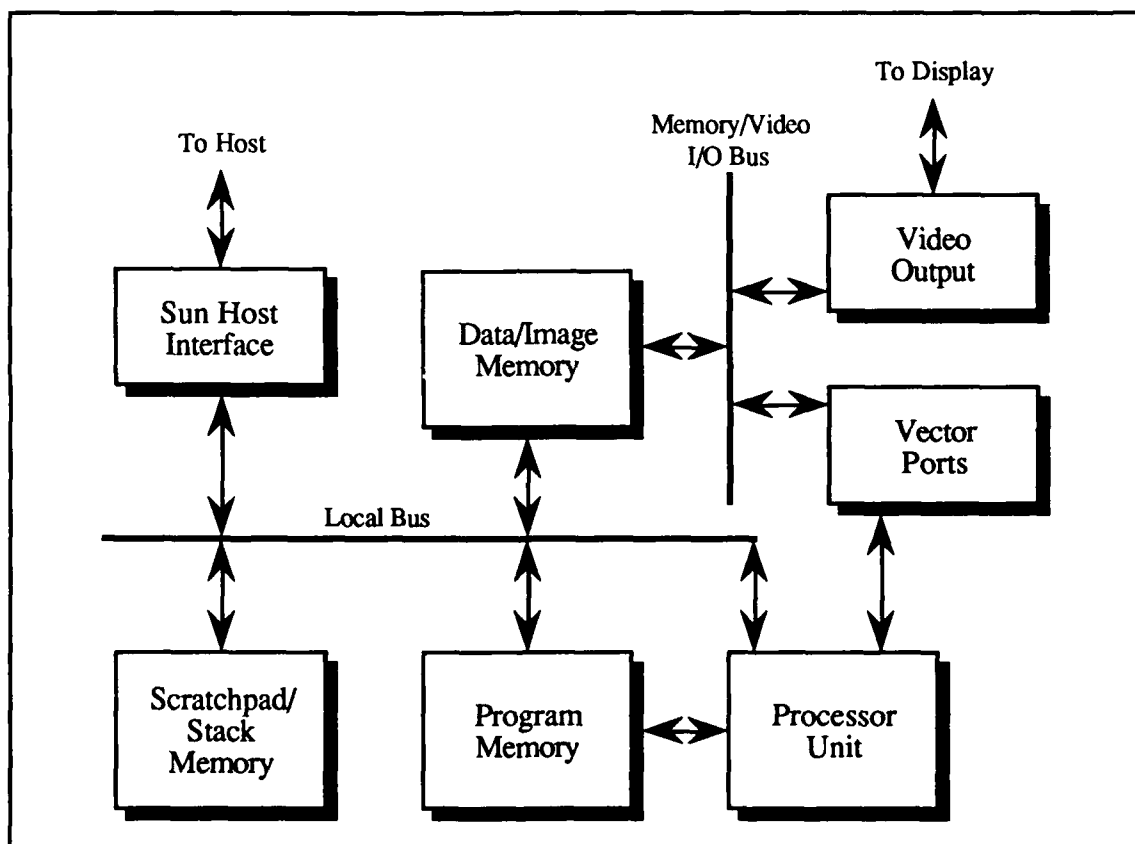 To Display
Memory/Video
I/O Bus
To Host
Video
Output
Sun Host
Interface
Data/Image
Memory
Vector
Ports
Local Bus
Scratchpad/
Stack
Memory
Program
Memory
Processor
Unit